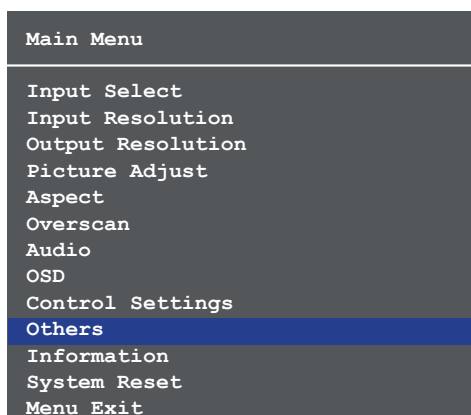 Main Menu
Input Select
Input Resolution
Output Resolution
Picture Adjust
Aspect
Overscan
Audio
OSD
Control Settings
Others
Information
System Reset
Menu Exit